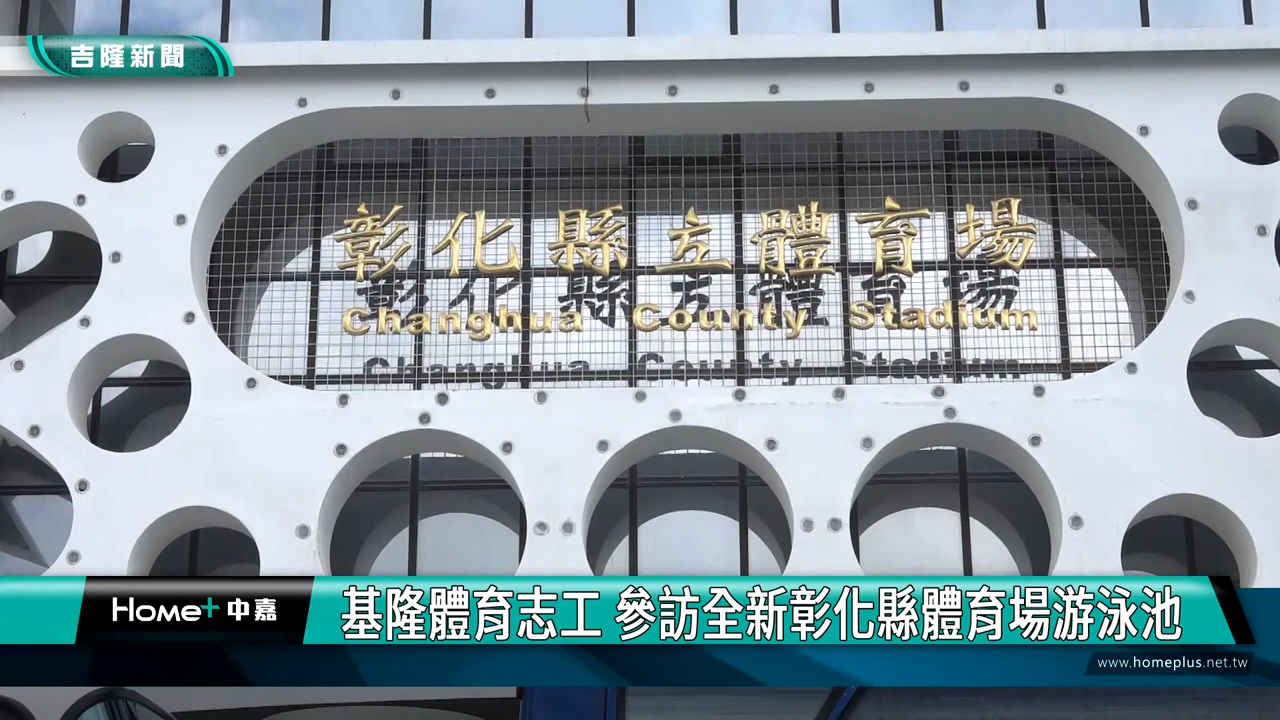 吉隆新聞
彰化縣立體育場
Changhua County Stadium
Home+ 中嘉
基隆體育志工 參訪全新彰化縣體育場游泳池
www.homeplus.net.tw